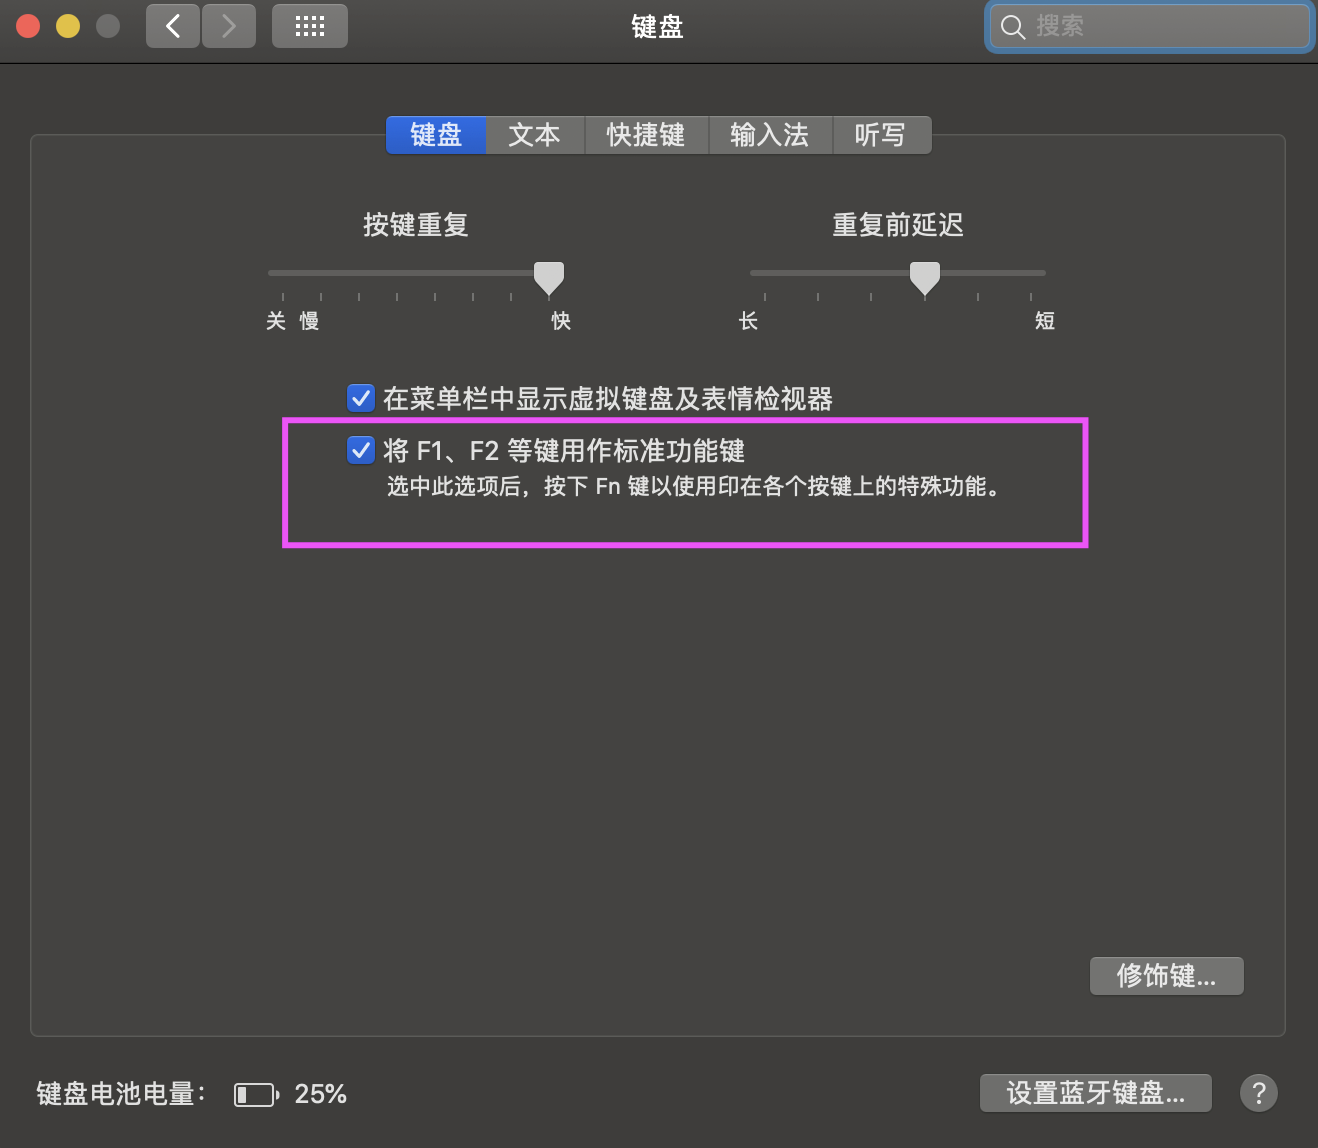 键盘
搜索
键盘 文本 快捷键 输入法 听写
按键重复 重复前延迟
关 慢 快 长 短
在菜单栏中显示虚拟键盘及表情检视器
将 F1、F2 等键用作标准功能键
选中此选项后，按下 Fn 键以使用印在各个按键上的特殊功能。
修饰键...
键盘电池电量： 25% 设置蓝牙键盘... ?